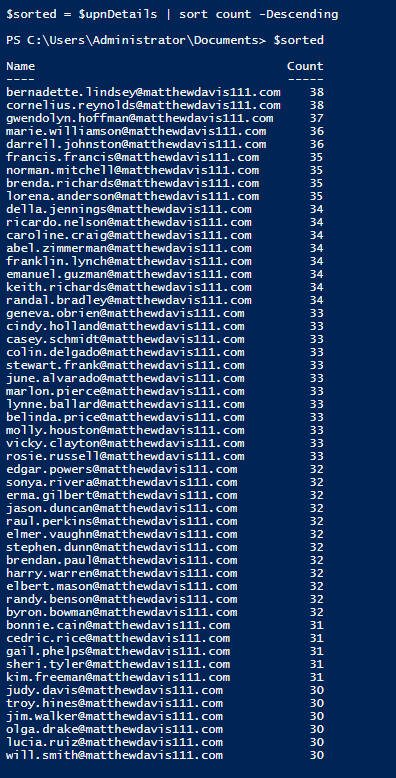 $sorted = $upnDetails | sort count -Descending
PS C:\Users\Administrator\Documents> $sorted
Name Count
---- -----
bernadette.lindsey@matthewdavis111.com 38
cornelius.reynolds@matthewdavis111.com 38
gwendolyn.hoffman@matthewdavis111.com 37
marie.williamson@matthewdavis111.com 36
darrell.johnston@matthewdavis111.com 36
francis.francis@matthewdavis111.com 35
norman.mitchell@matthewdavis111.com 35
brenda.richards@matthewdavis111.com 35
lorena.anderson@matthewdavis111.com 35
della.jennings@matthewdavis111.com 34
ricardo.nelson@matthewdavis111.com 34
caroline.craig@matthewdavis111.com 34
abel.zimmerman@matthewdavis111.com 34
franklin.lynch@matthewdavis111.com 34
emanuel.guzman@matthewdavis111.com 34
keith.richards@matthewdavis111.com 34
randal.bradley@matthewdavis111.com 34
geneva.obrien@matthewdavis111.com 33
cindy.holland@matthewdavis111.com 33
casey.schmidt@matthewdavis111.com 33
colin.delgado@matthewdavis111.com 33
stewart.frank@matthewdavis111.com 33
june.alvarado@matthewdavis111.com 33
marlon.pierce@matthewdavis111.com 33
lynne.ballard@matthewdavis111.com 33
belinda.price@matthewdavis111.com 33
molly.houston@matthewdavis111.com 33
vicky.clayton@matthewdavis111.com 33
rosie.russell@matthewdavis111.com 33
edgar.powers@matthewdavis111.com 32
sonya.rivera@matthewdavis111.com 32
erma.gilbert@matthewdavis111.com 32
jason.duncan@matthewdavis111.com 32
raul.perkins@matthewdavis111.com 32
elmer.vaughn@matthewdavis111.com 32
stephen.dunn@matthewdavis111.com 32
brendan.paul@matthewdavis111.com 32
harry.warren@matthewdavis111.com 32
elbert.mason@matthewdavis111.com 32
randy.benson@matthewdavis111.com 32
byron.bowman@matthewdavis111.com 32
bonnie.cain@matthewdavis111.com 31
cedric.rice@matthewdavis111.com 31
gail.phelps@matthewdavis111.com 31
sheri.tyler@matthewdavis111.com 31
kim.freeman@matthewdavis111.com 31
judy.davis@matthewdavis111.com 30
troy.hines@matthewdavis111.com 30
jim.walker@matthewdavis111.com 30
olga.drake@matthewdavis111.com 30
lucia.ruiz@matthewdavis111.com 30
will.smith@matthewdavis111.com 30